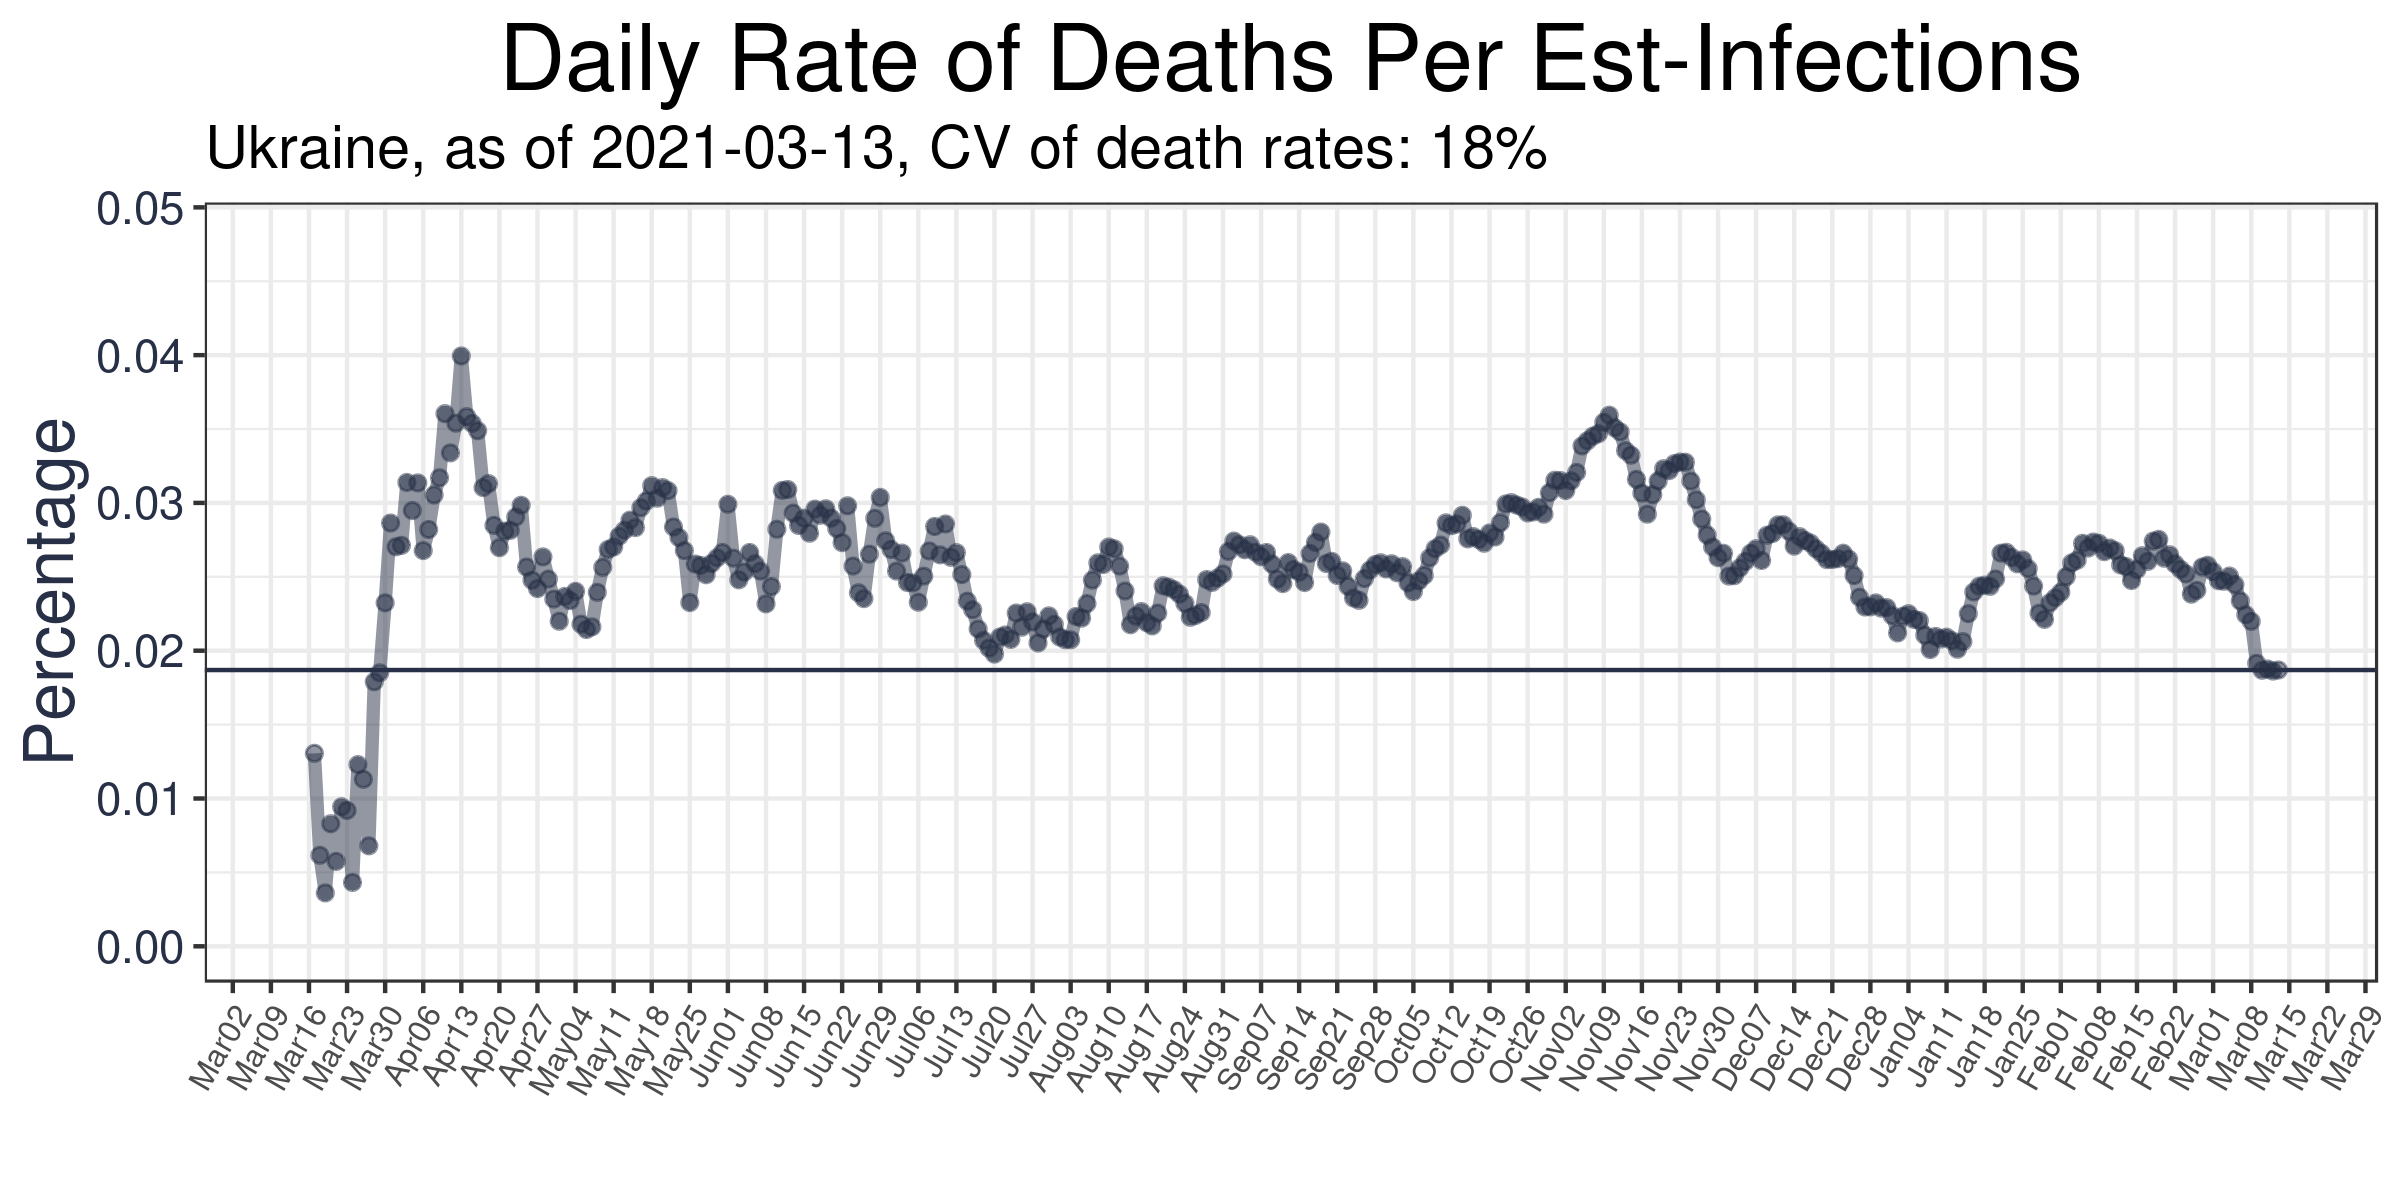 Daily Rate of Deaths Per Est-Infections
Ukraine, as of 2021-03-13, CV of death rates: 18%
Percentage
0.05
0.04
0.03
0.02
0.01
0.00
Mar02
Mar09
Mar16
Mar23
Mar30
Apr06
Apr13
Apr20
Apr27
May04
May11
May18
May25
Jun01
Jun08
Jun15
Jun22
Jun29
Jul06
Jul13
Jul20
Jul27
Aug03
Aug10
Aug17
Aug24
Aug31
Sep07
Sep14
Sep21
Sep28
Oct05
Oct12
Oct19
Oct26
Nov02
Nov09
Nov16
Nov23
Nov30
Dec07
Dec14
Dec21
Dec28
Jan04
Jan11
Jan18
Jan25
Feb01
Feb08
Feb15
Feb22
Mar01
Mar08
Mar15
Mar22
Mar29